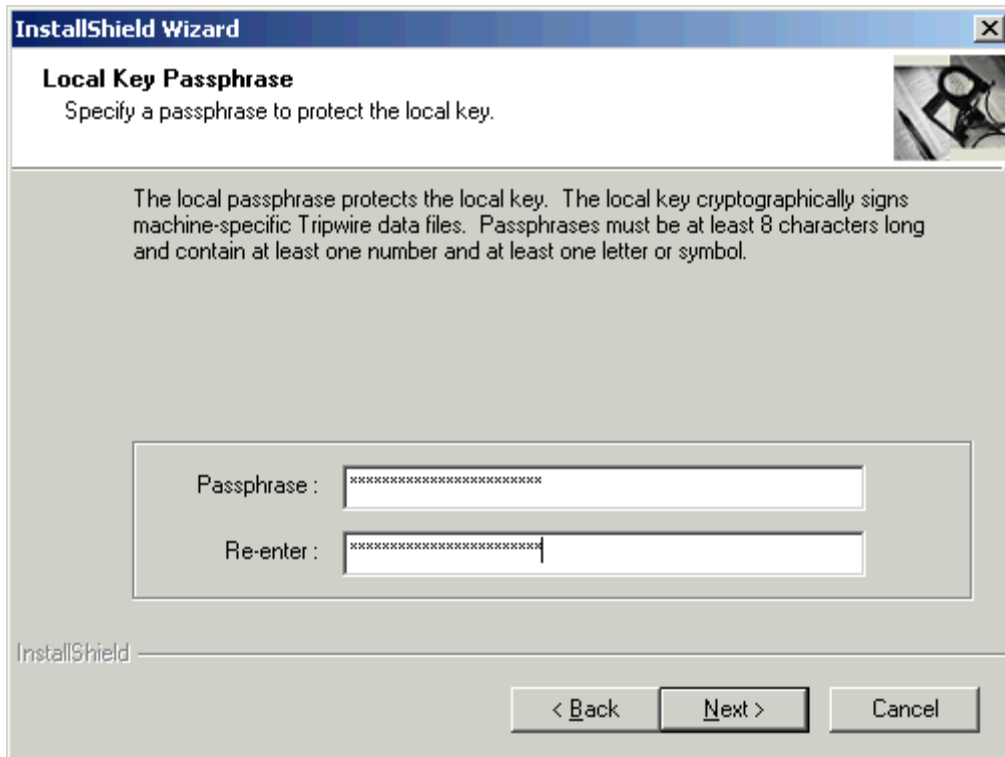 InstallShield Wizard
Local Key Passphrase
Specify a passphrase to protect the local key.
The local passphrase protects the local key. The local key cryptographically signs
machine-specific Tripwire data files. Passphrases must be at least 8 characters long
and contain at least one number and at least one letter or symbol.
Passphrase : ************************
Re-enter : ************************
InstallShield
< Back Next > Cancel